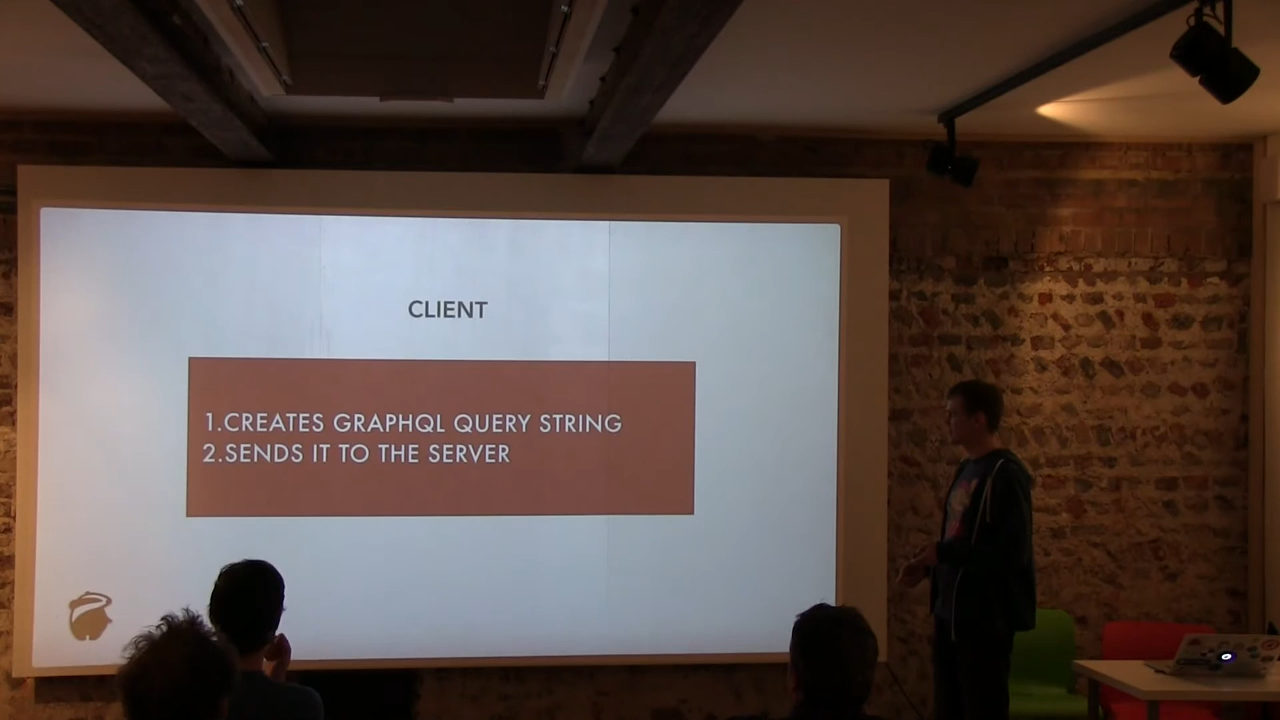 CLIENT
1.CREATES GRAPHQL QUERY STRING
2.SENDS IT TO THE SERVER